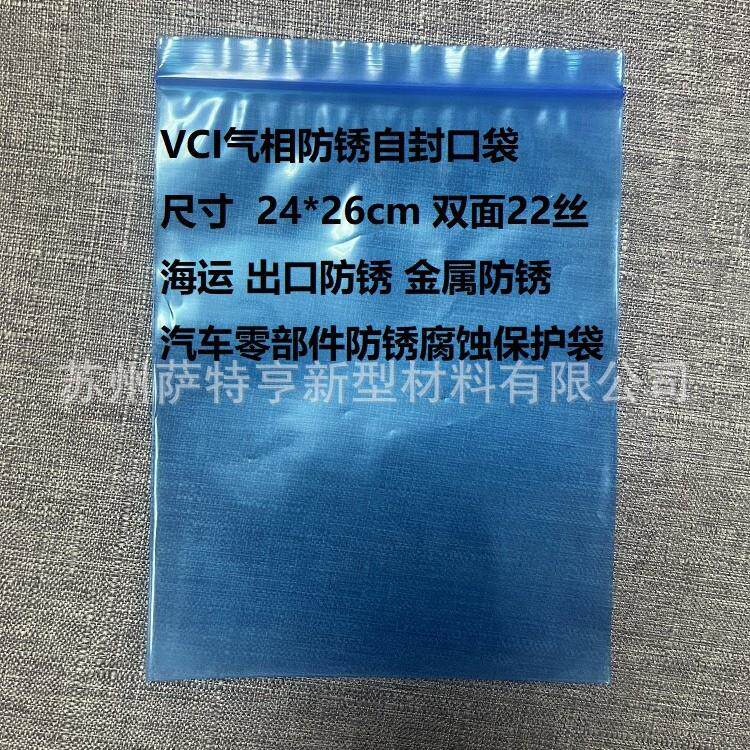 VCI气相防锈自封口袋
尺寸 24*26cm 双面22丝
海运 出口防锈 金属防锈
汽车零部件防锈腐蚀保护袋
苏州萨特亨新型材料有限公司